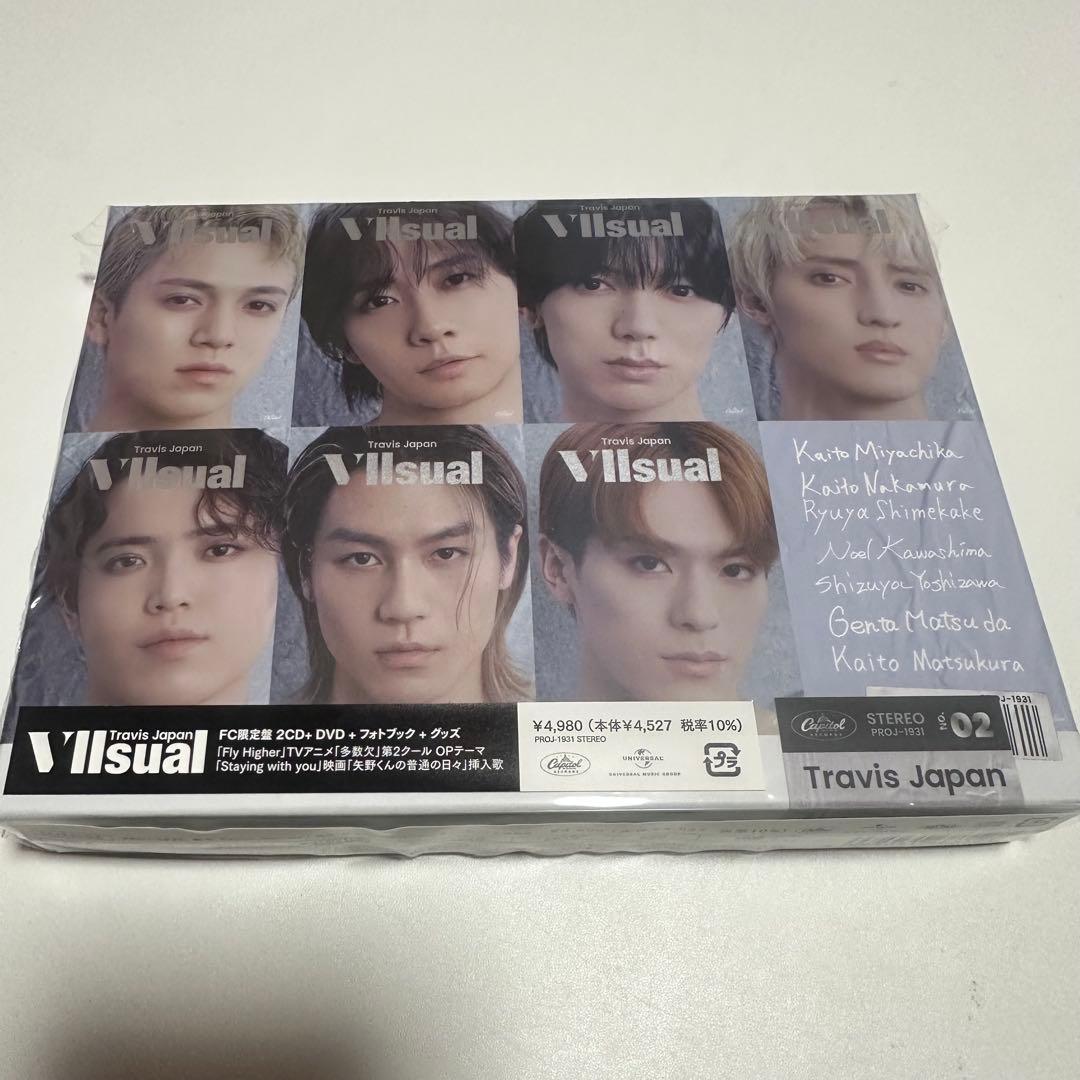 Travis Japan
VIIsual
Travis Japan
VIIsual
Travis Japan
VIIsual
VIIsual
Travis Japan
VIIsual
Travis Japan
VIIsual
Travis Japan
VIIsual
Kaito Miyachika
Kaito Nakamura
Ryuya Shimekake
Noel Kawashima
Shizuya Yoshizawa
Genta Matsuda
Kaito Matsukura
Travis Japan
VIIsual
FC限定盤 2CD+ DVD + フォトブック + グッズ
「Fly Higher」TVアニメ「多数欠」第2クール OPテーマ
「Staying with you」映画「矢野くんの普通の日々」挿入歌
¥4,980 (本体¥4,527 税率10%)
PROJ-1931 STEREO
Capitol
RECORDS
UNIVERSAL
UNIVERSAL MUSIC GROUP
プラ
J-1931
Capitol
RECORDS
STEREO
PROJ-1931
No.
02
Travis Japan